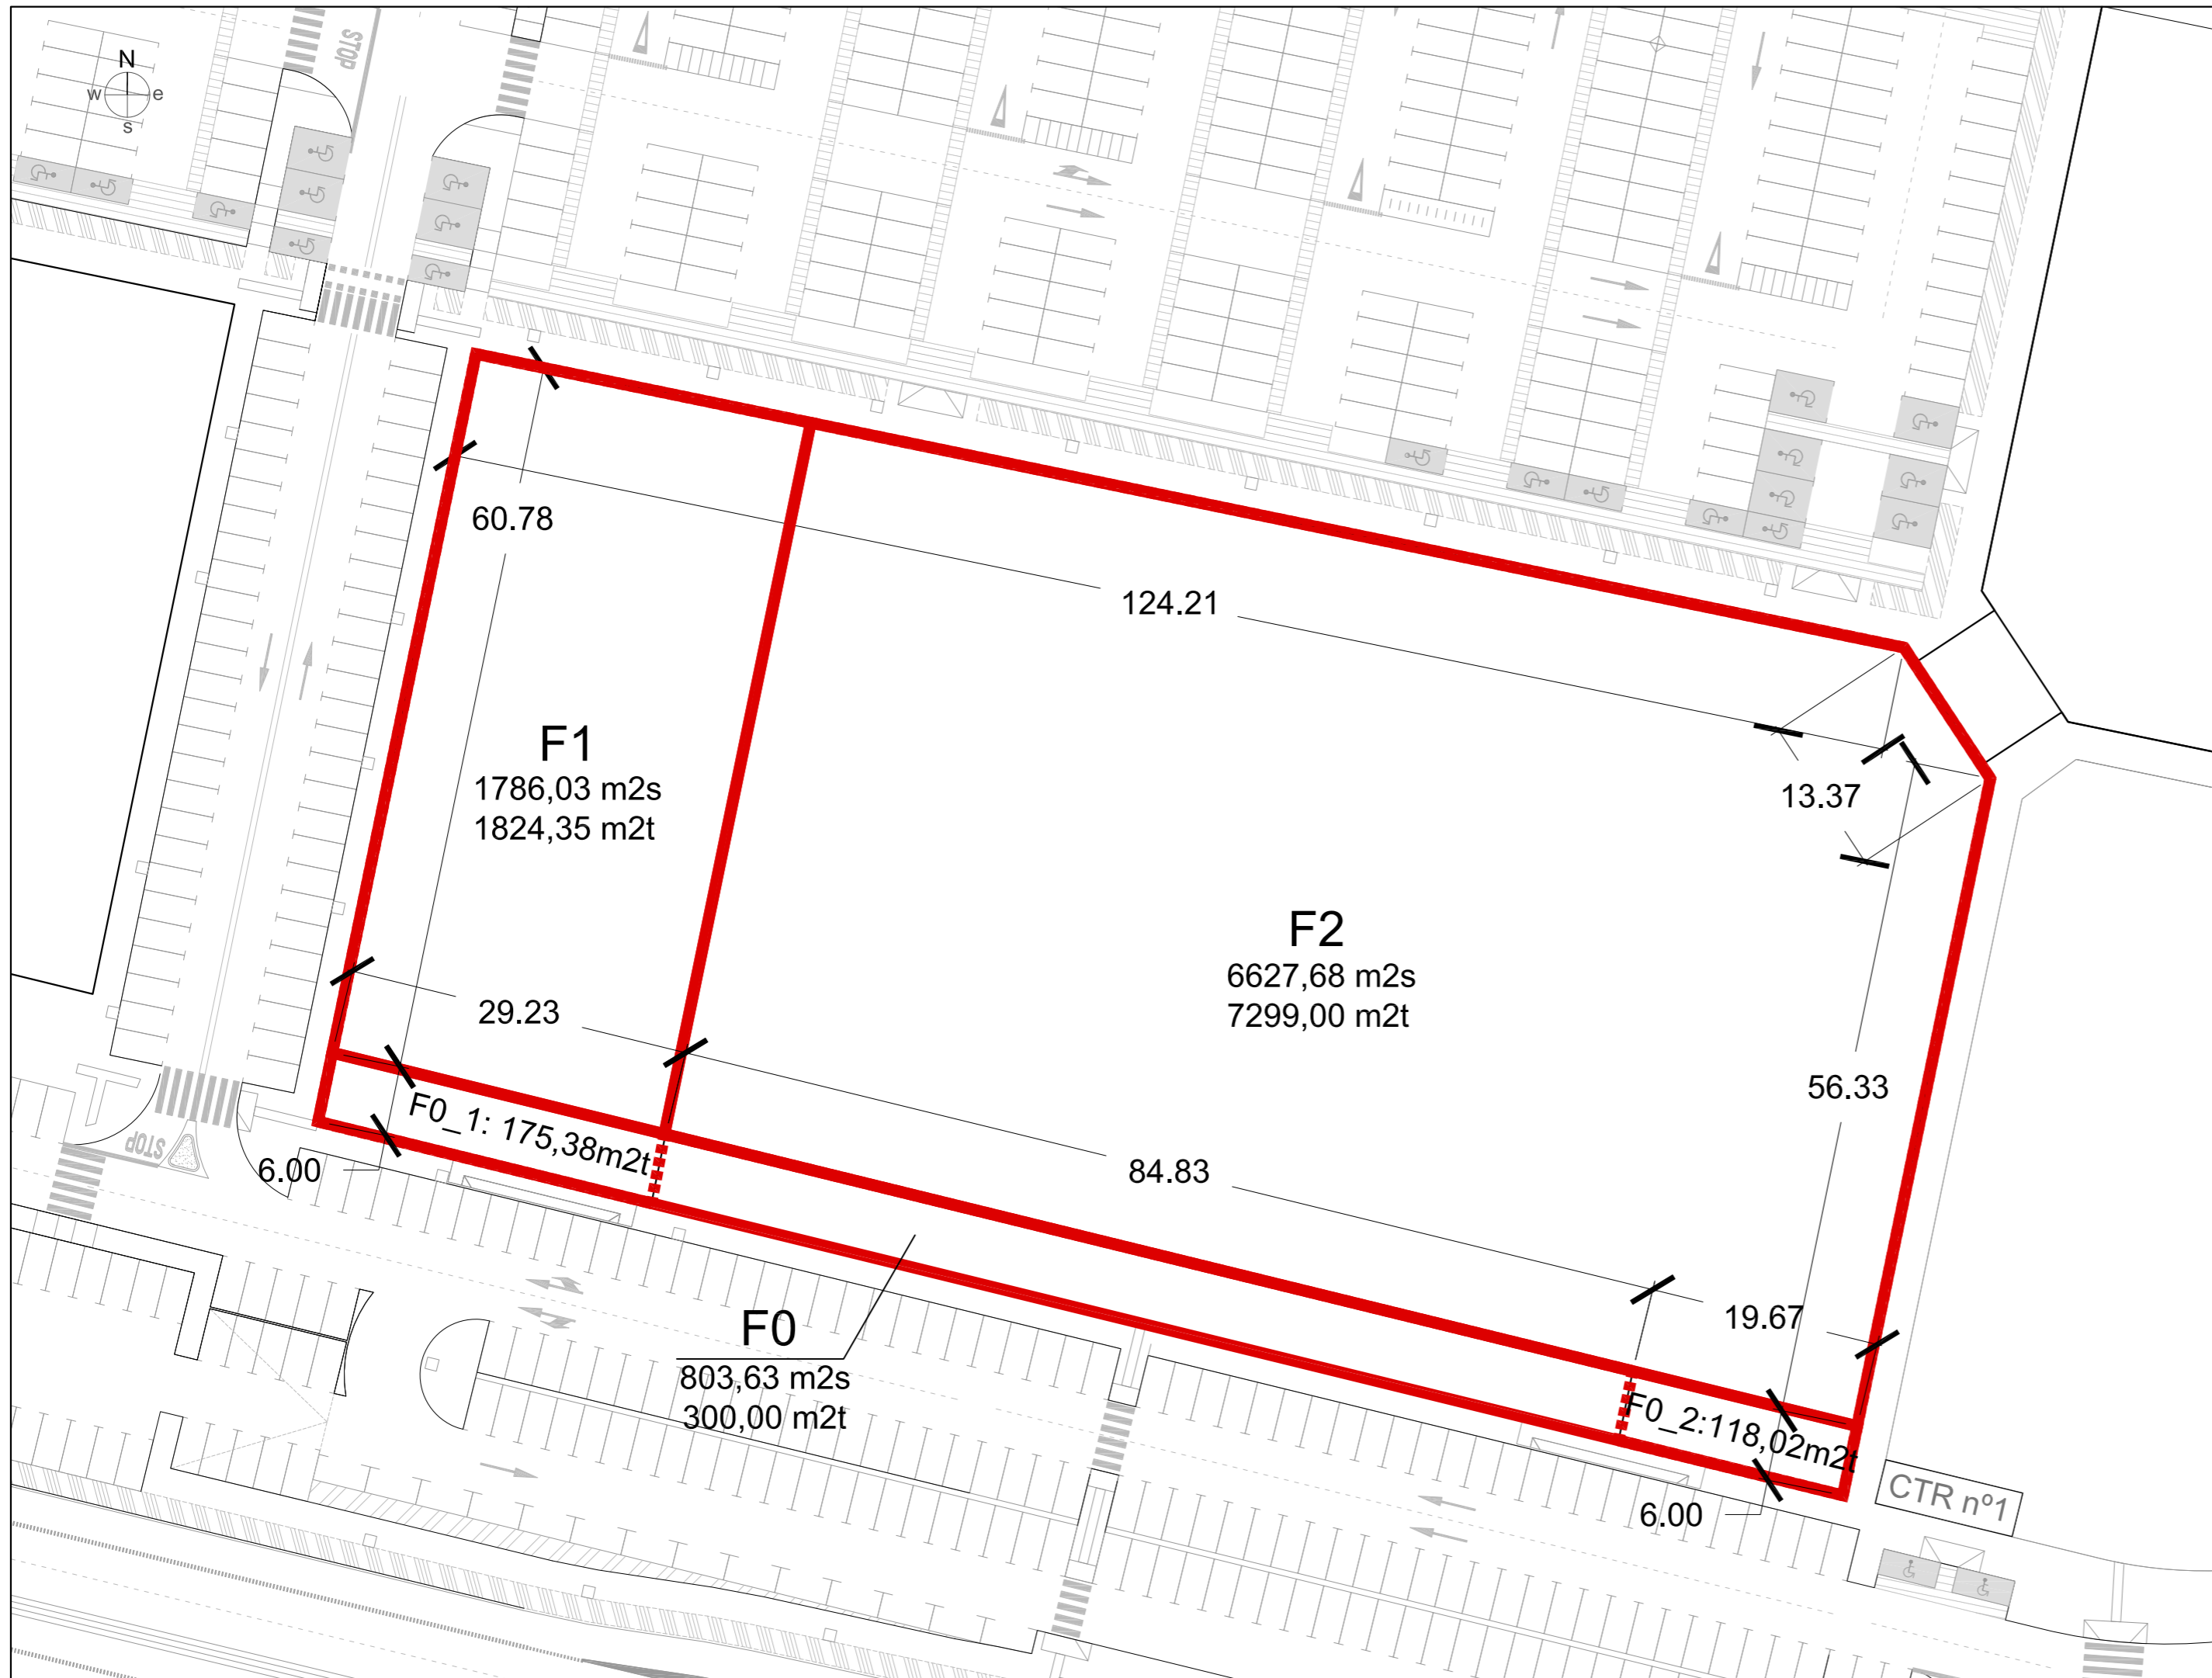 STOP
N
w
e
s
60.78
124.21
F1
1786,03 m2s
1824,35 m2t
13.37
F2
6627,68 m2s
7299,00 m2t
29.23
56.33
F0_1: 175,38m2t
6.00
STOP
84.83
F0
803,63 m2s
300,00 m2t
19.67
F0_2:118,02m2t
6.00
CTR nº1